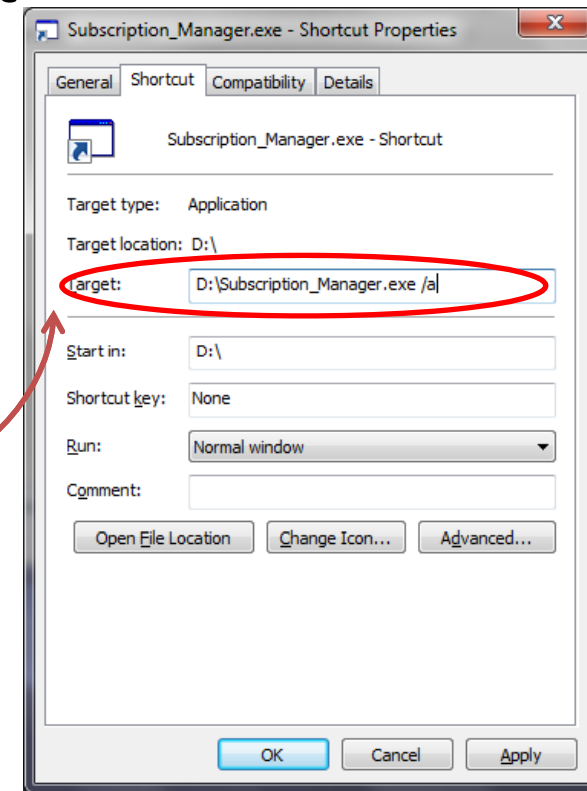 Subscription_Manager.exe - Shortcut Properties
General Shortcut Compatibility Details
Subscription_Manager.exe - Shortcut
Target type: Application
Target location: D:\
Target: D:\Subscription_Manager.exe /a
Start in: D:\
Shortcut key: None
Run: Normal window
Comment:
Open File Location Change Icon... Advanced...
OK Cancel Apply